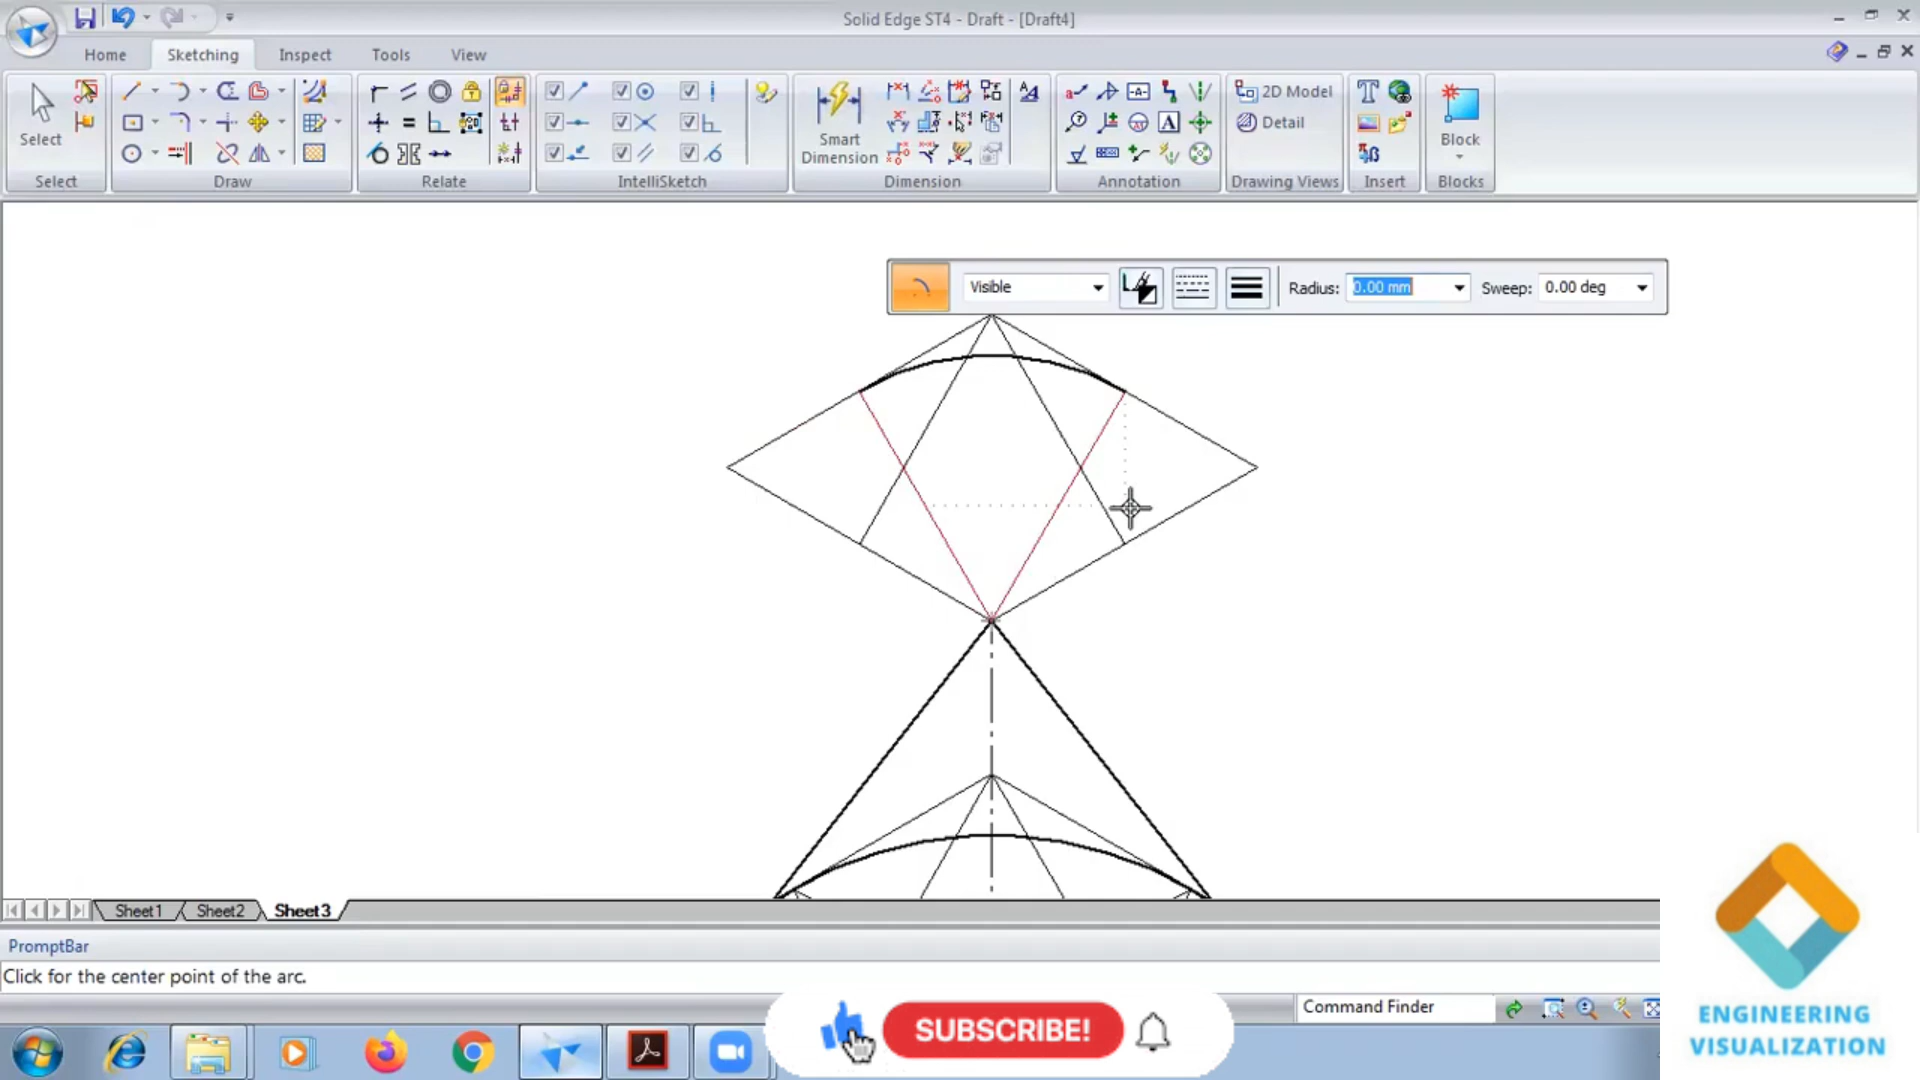 Solid Edge ST4 - Draft - [Draft4]
Home Sketching Inspect Tools View
Select
Smart
Dimension
2D Model
Detail
Block
Select Draw Relate IntelliSketch Dimension Annotation Drawing Views Insert Blocks
Visible Radius: 0.00 mm Sweep: 0.00 deg
Sheet1 Sheet2 Sheet3
PromptBar
Click for the center point of the arc.
Command Finder
SUBSCRIBE!
ENGINEERING
VISUALIZATION